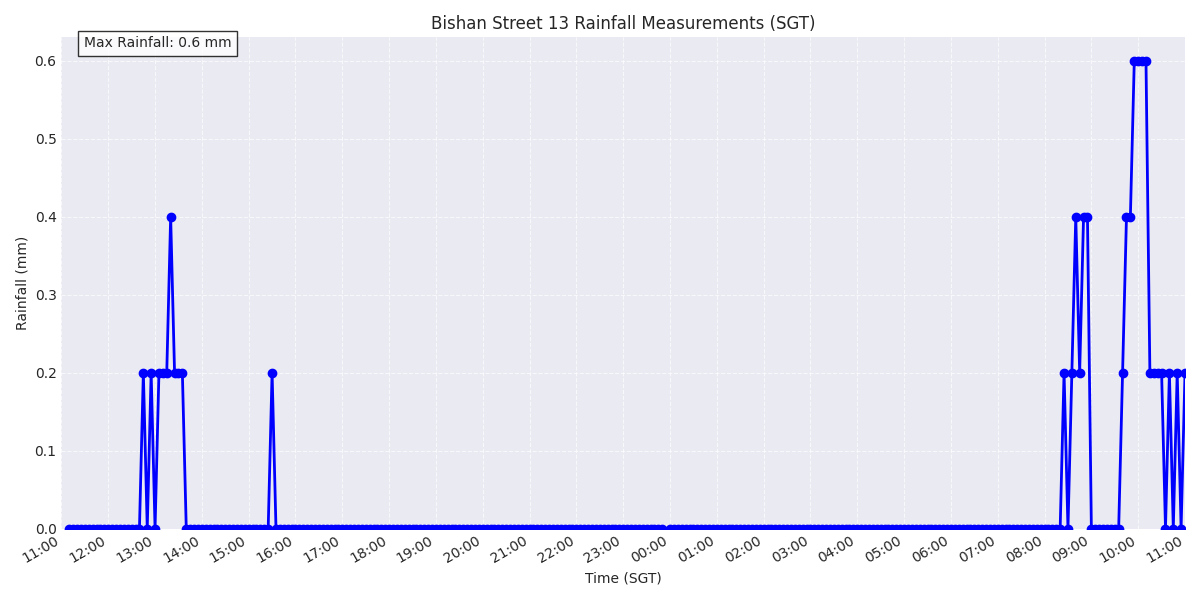 Bishan Street 13 Rainfall Measurements (SGT)
Max Rainfall: 0.6 mm
0.6
0.5
0.4
0.3
0.2
0.1
0.0
Rainfall (mm)
11:00 12:00 13:00 14:00 15:00 16:00 17:00 18:00 19:00 20:00 21:00 22:00 23:00 00:00 01:00 02:00 03:00 04:00 05:00 06:00 07:00 08:00 09:00 10:00 11:00
Time (SGT)